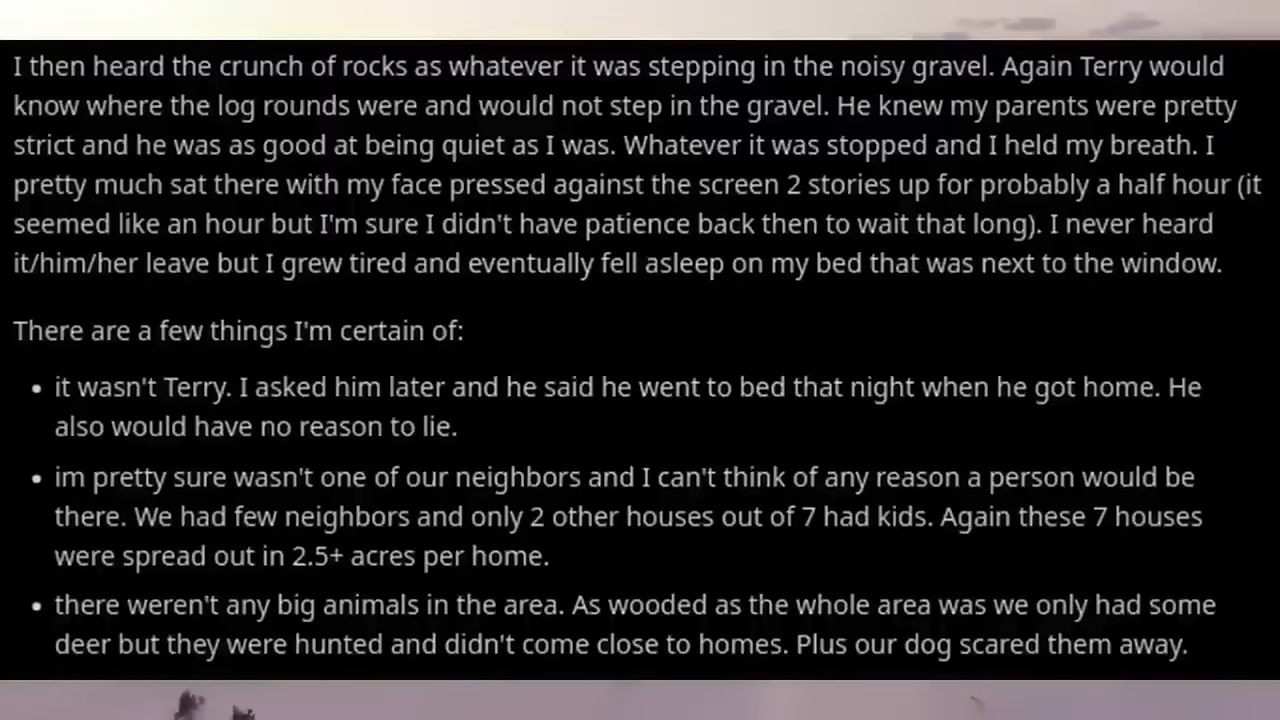 I then heard the crunch of rocks as whatever it was stepping in the noisy gravel. Again Terry would
know where the log rounds were and would not step in the gravel. He knew my parents were pretty
strict and he was as good at being quiet as I was. Whatever it was stopped and I held my breath. I
pretty much sat there with my face pressed against the screen 2 stories up for probably a half hour (it
seemed like an hour but I'm sure I didn't have patience back then to wait that long). I never heard
it/him/her leave but I grew tired and eventually fell asleep on my bed that was next to the window.
There are a few things I'm certain of:
• it wasn't Terry. I asked him later and he said he went to bed that night when he got home. He
also would have no reason to lie.
• im pretty sure wasn't one of our neighbors and I can't think of any reason a person would be
there. We had few neighbors and only 2 other houses out of 7 had kids. Again these 7 houses
were spread out in 2.5+ acres per home.
• there weren't any big animals in the area. As wooded as the whole area was we only had some
deer but they were hunted and didn't come close to homes. Plus our dog scared them away.